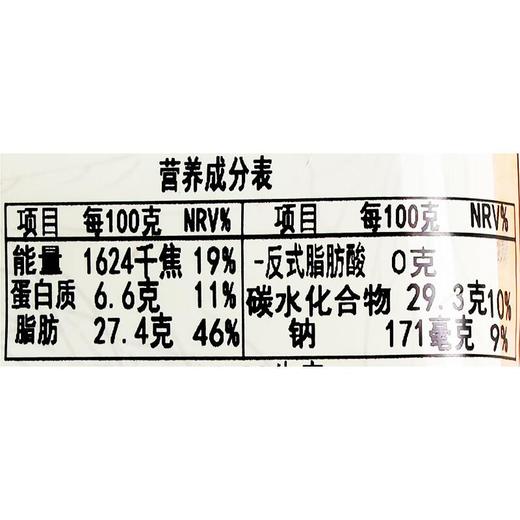 营养成分表
项目 每100克 NRV% 项目 每100克 NRV%
能量 1624千焦 19% -反式脂肪酸 0克
蛋白质 6.6克 11% 碳水化合物 29.3克 10%
脂肪 27.4克 46% 钠 171毫克 9%